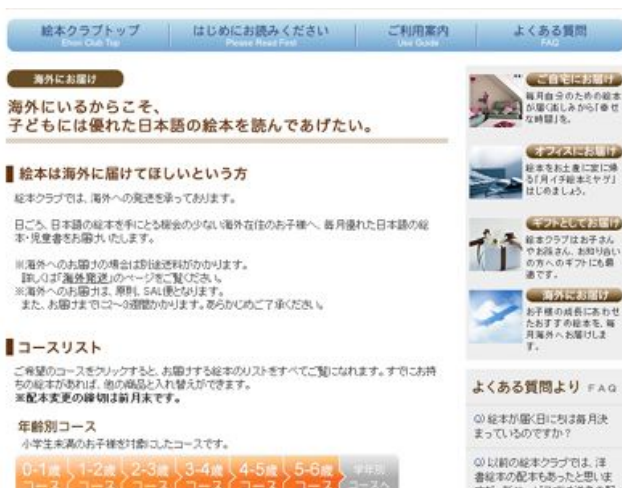 絵本クラブトップ
Ehon Club Top
はじめにお読みください
Please Read First
ご利用案内
Use Guide
よくある質問
FAQ
海外にお届け
海外にいるからこそ、
子どもには優れた日本語の絵本を読んであげたい。
絵本は海外に届けてほしいという方
絵本クラブでは、海外への発送を承っております。
日ごろ、日本語の絵本を手にとる機会の少ない海外在住のお子様へ、毎月優れた日本語の絵
本・児童書をお届けいたします。
※海外へのお届けの場合は別途送料がかかります。
詳しくは「海外発送」のページをご覧ください。
※海外へのお届けは、原則、SAL便となります。
また、お届けまでに2〜3週間かかります。あらかじめご了承ください。
コースリスト
ご希望のコースをクリックすると、お届けする絵本のリストをすべてご覧になれます。すでにお持
ちの絵本があれば、他の商品と入れ替えができます。
※配本変更の締切は前月末です。
年齢別コース
小学生未満のお子様を対象にしたコースです。
0-1歳
コース
1-2歳
コース
2-3歳
コース
3-4歳
コース
4-5歳
コース
5-6歳
コース
学年別
コースへ
ご自宅にお届け
毎月自分のための絵本
が届く楽しみから「幸せ
な時間」を。
オフィスにお届け
絵本をお土産に家に帰
る「月イチ絵本ミヤゲ」
はじめましょう。
ギフトとしてお届け
絵本クラブはお子さん
やお孫さん、お知り合い
の方へのギフトにも最
適です。
海外にお届け
お子様の成長にあわせ
たおすすめ絵本を、毎
月海外へお届けしま
す。
よくある質問より FAQ
Q) 絵本が届く日にちは毎月決
まっているのですか?
Q) 以前の絵本クラブでは、洋
書絵本の配本もあったと思いま